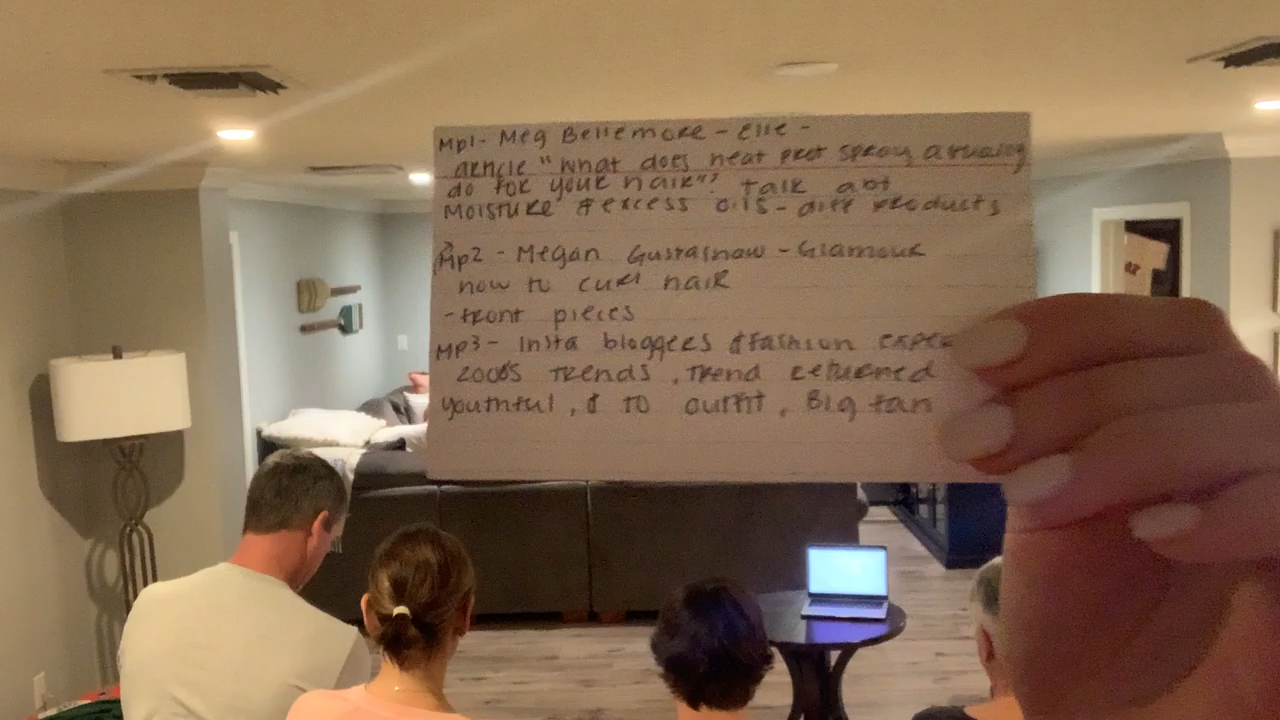 Mp1- Meg Bellemore - Elle -
article "What does heat prot spray actually
do for your hair"? Talk abt
Moisture & excess oils - diff products
Mp2 - Megan Gustashaw - Glamour
how to curl hair
- front pieces
Mp3 - Insta bloggers & fashion
2000s Trends, Trend returned
youthful, & to outfit, Big fan